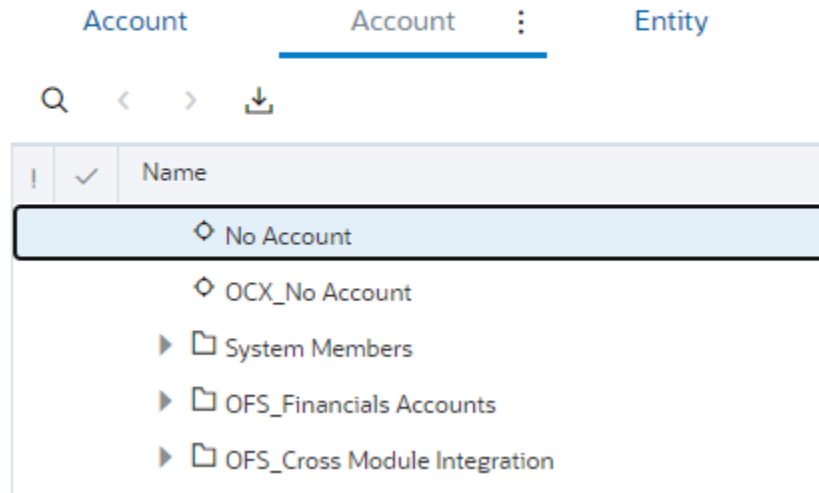 Account Account Entity
! Name
No Account
OCX_No Account
System Members
OFS_Financials Accounts
OFS_Cross Module Integration